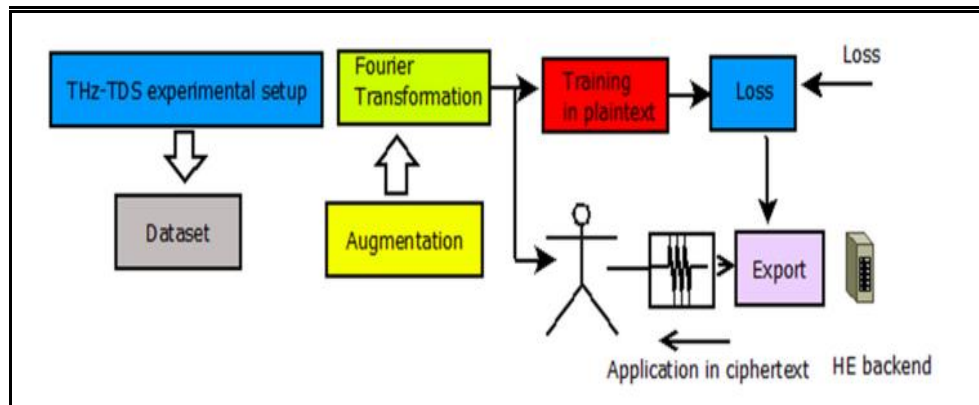 THz-TDS experimental setup
Dataset
Fourier
Transformation
Augmentation
Training
in plaintext
Loss
Loss
Export
Application in ciphertext
HE backend